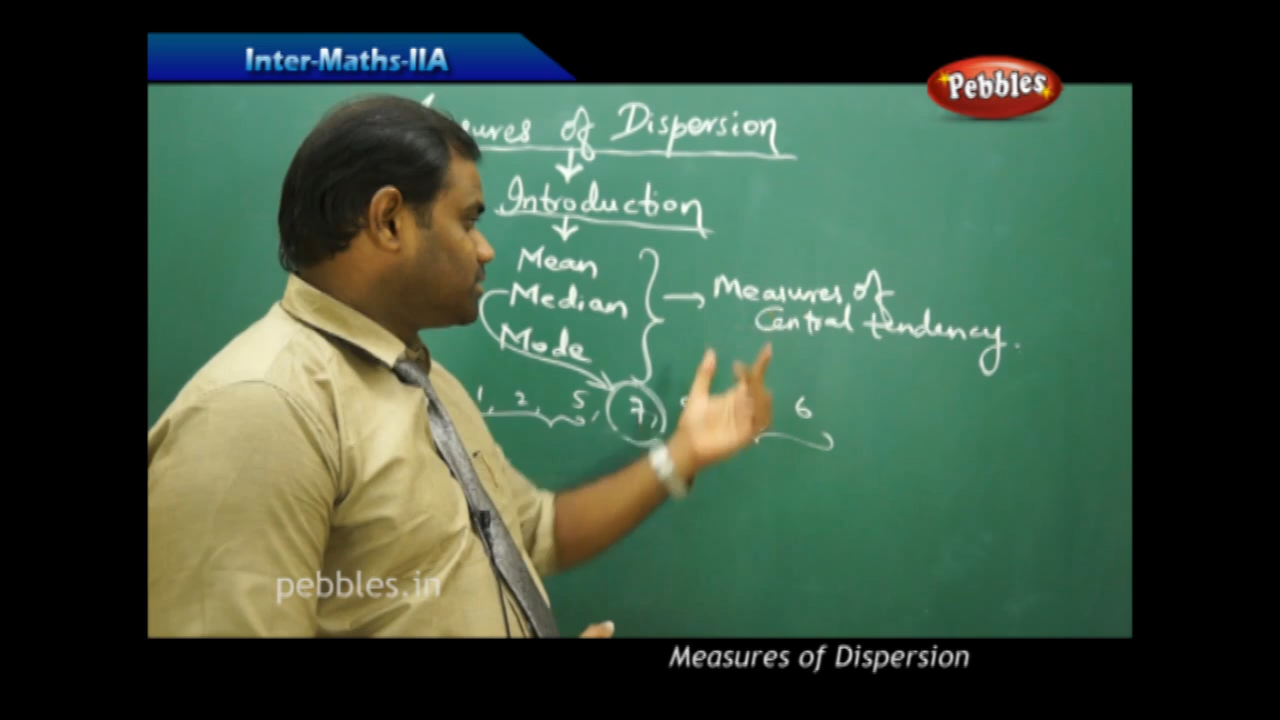 Inter-Maths-IIA
Pebbles
Measures of Dispersion
Introduction
Mean
Median
Mode
Measures of
Central tendency.
1, 2, 5, 7, 6
pebbles.in
Measures of Dispersion